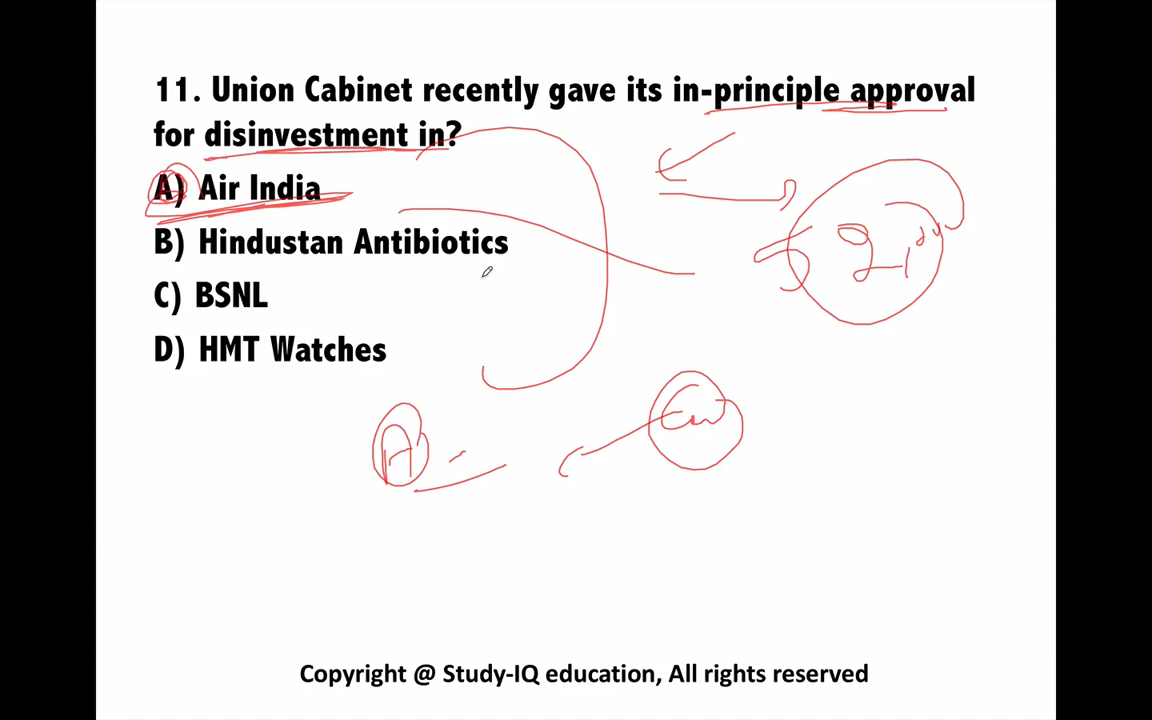 11. Union Cabinet recently gave its in-principle approval
for disinvestment in?
A) Air India
B) Hindustan Antibiotics
C) BSNL
D) HMT Watches
A
Copyright @ Study-IQ education, All rights reserved